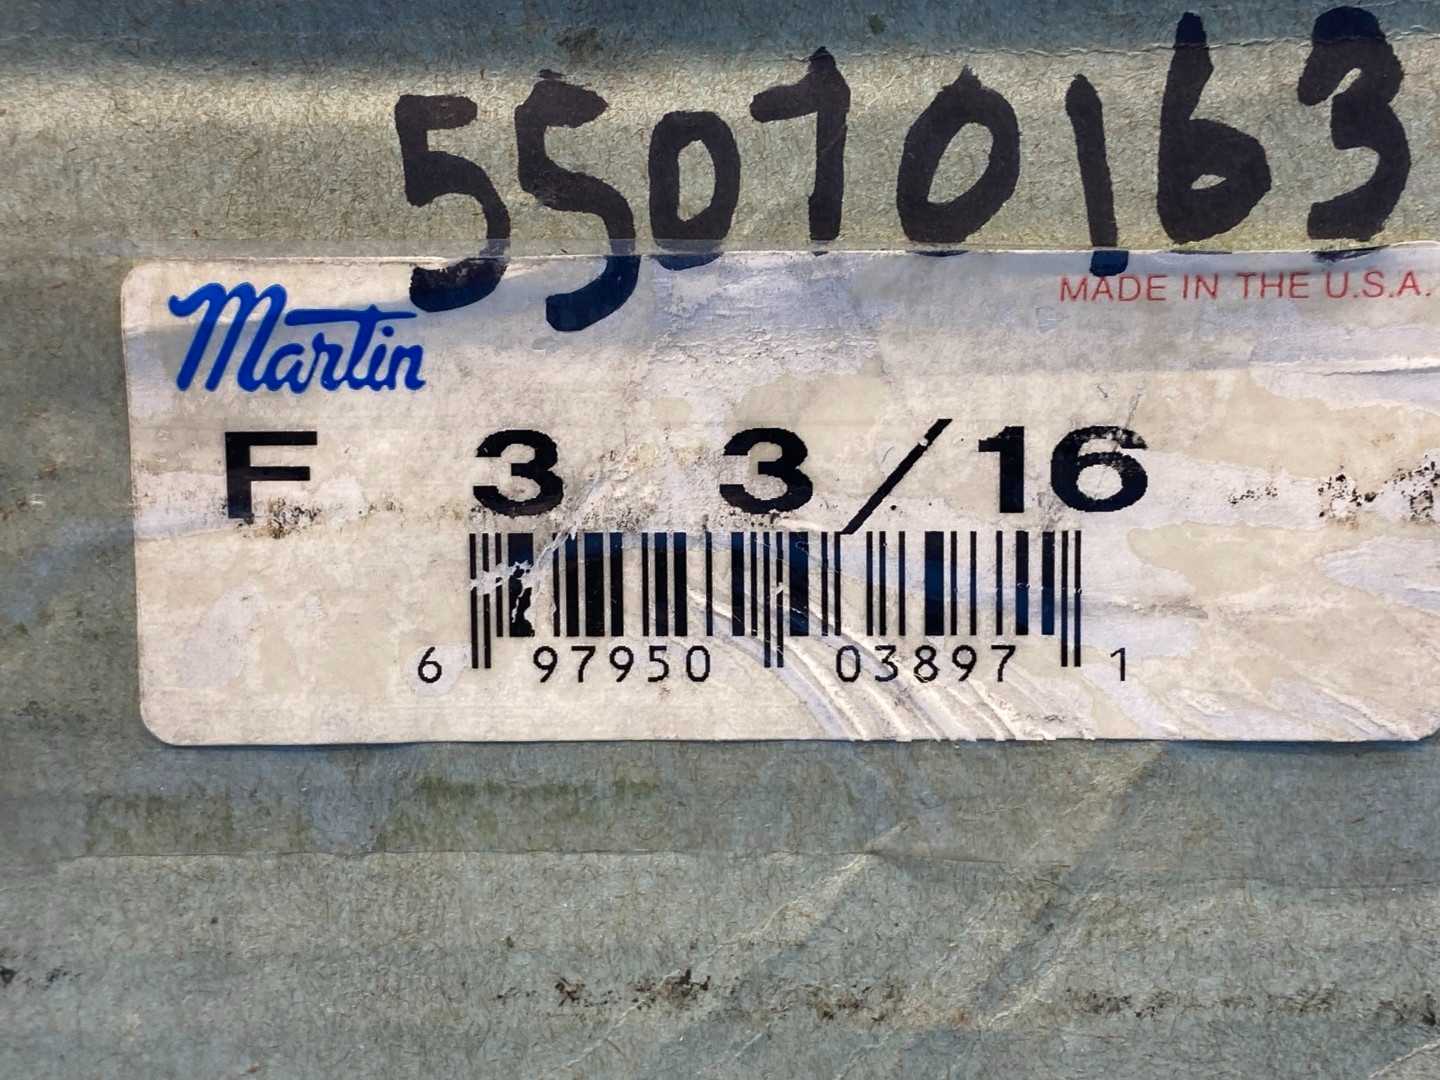 55070163
Martin
MADE IN THE U.S.A.
F 3 3/16
6 97950 03897 1